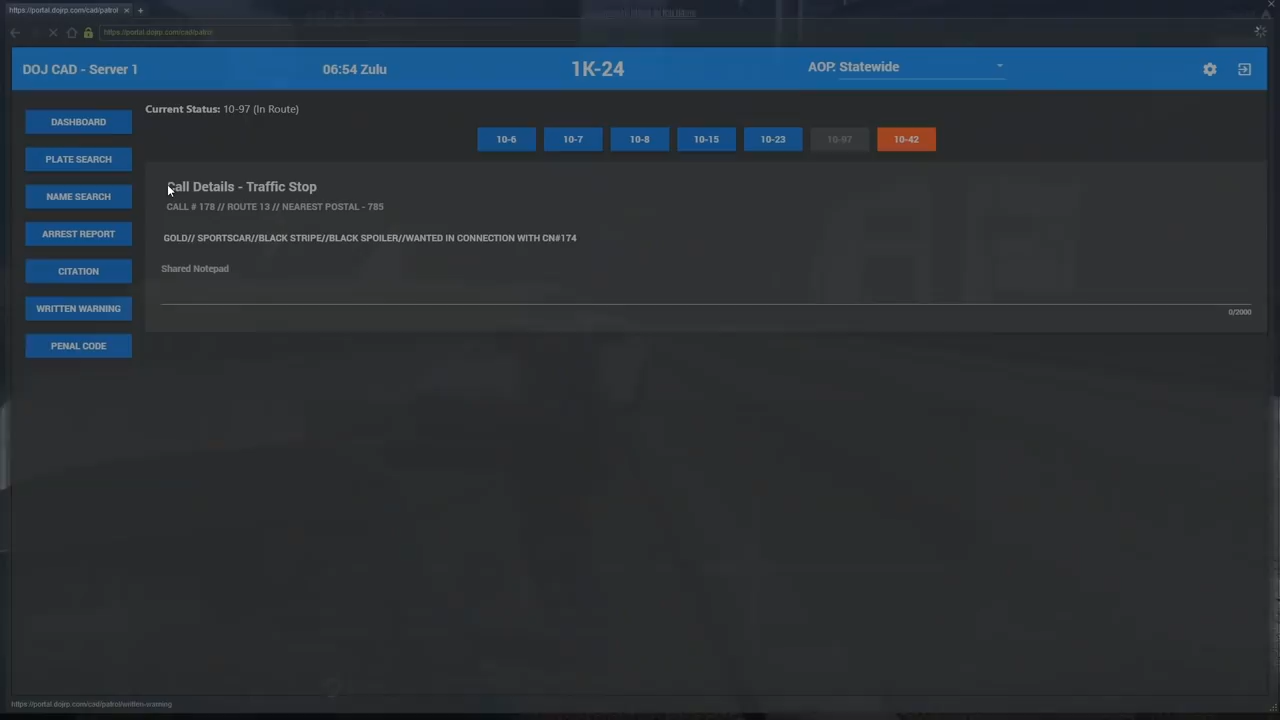 https://portal.dojrp.com/cad/patrol
https://portal.dojrp.com/cad/patrol
DOJ CAD - Server 1
06:54 Zulu
1K-24
AOP: Statewide
Current Status: 10-97 (In Route)
DASHBOARD
PLATE SEARCH
NAME SEARCH
ARREST REPORT
CITATION
WRITTEN WARNING
PENAL CODE
10-6
10-7
10-8
10-15
10-23
10-97
10-42
Call Details - Traffic Stop
CALL # 178 // ROUTE 13 // NEAREST POSTAL - 785
GOLD// SPORTSCAR//BLACK STRIPE//BLACK SPOILER//WANTED IN CONNECTION WITH CN#174
Shared Notepad
0/2000
https://portal.dojrp.com/cad/patrol/written-warning